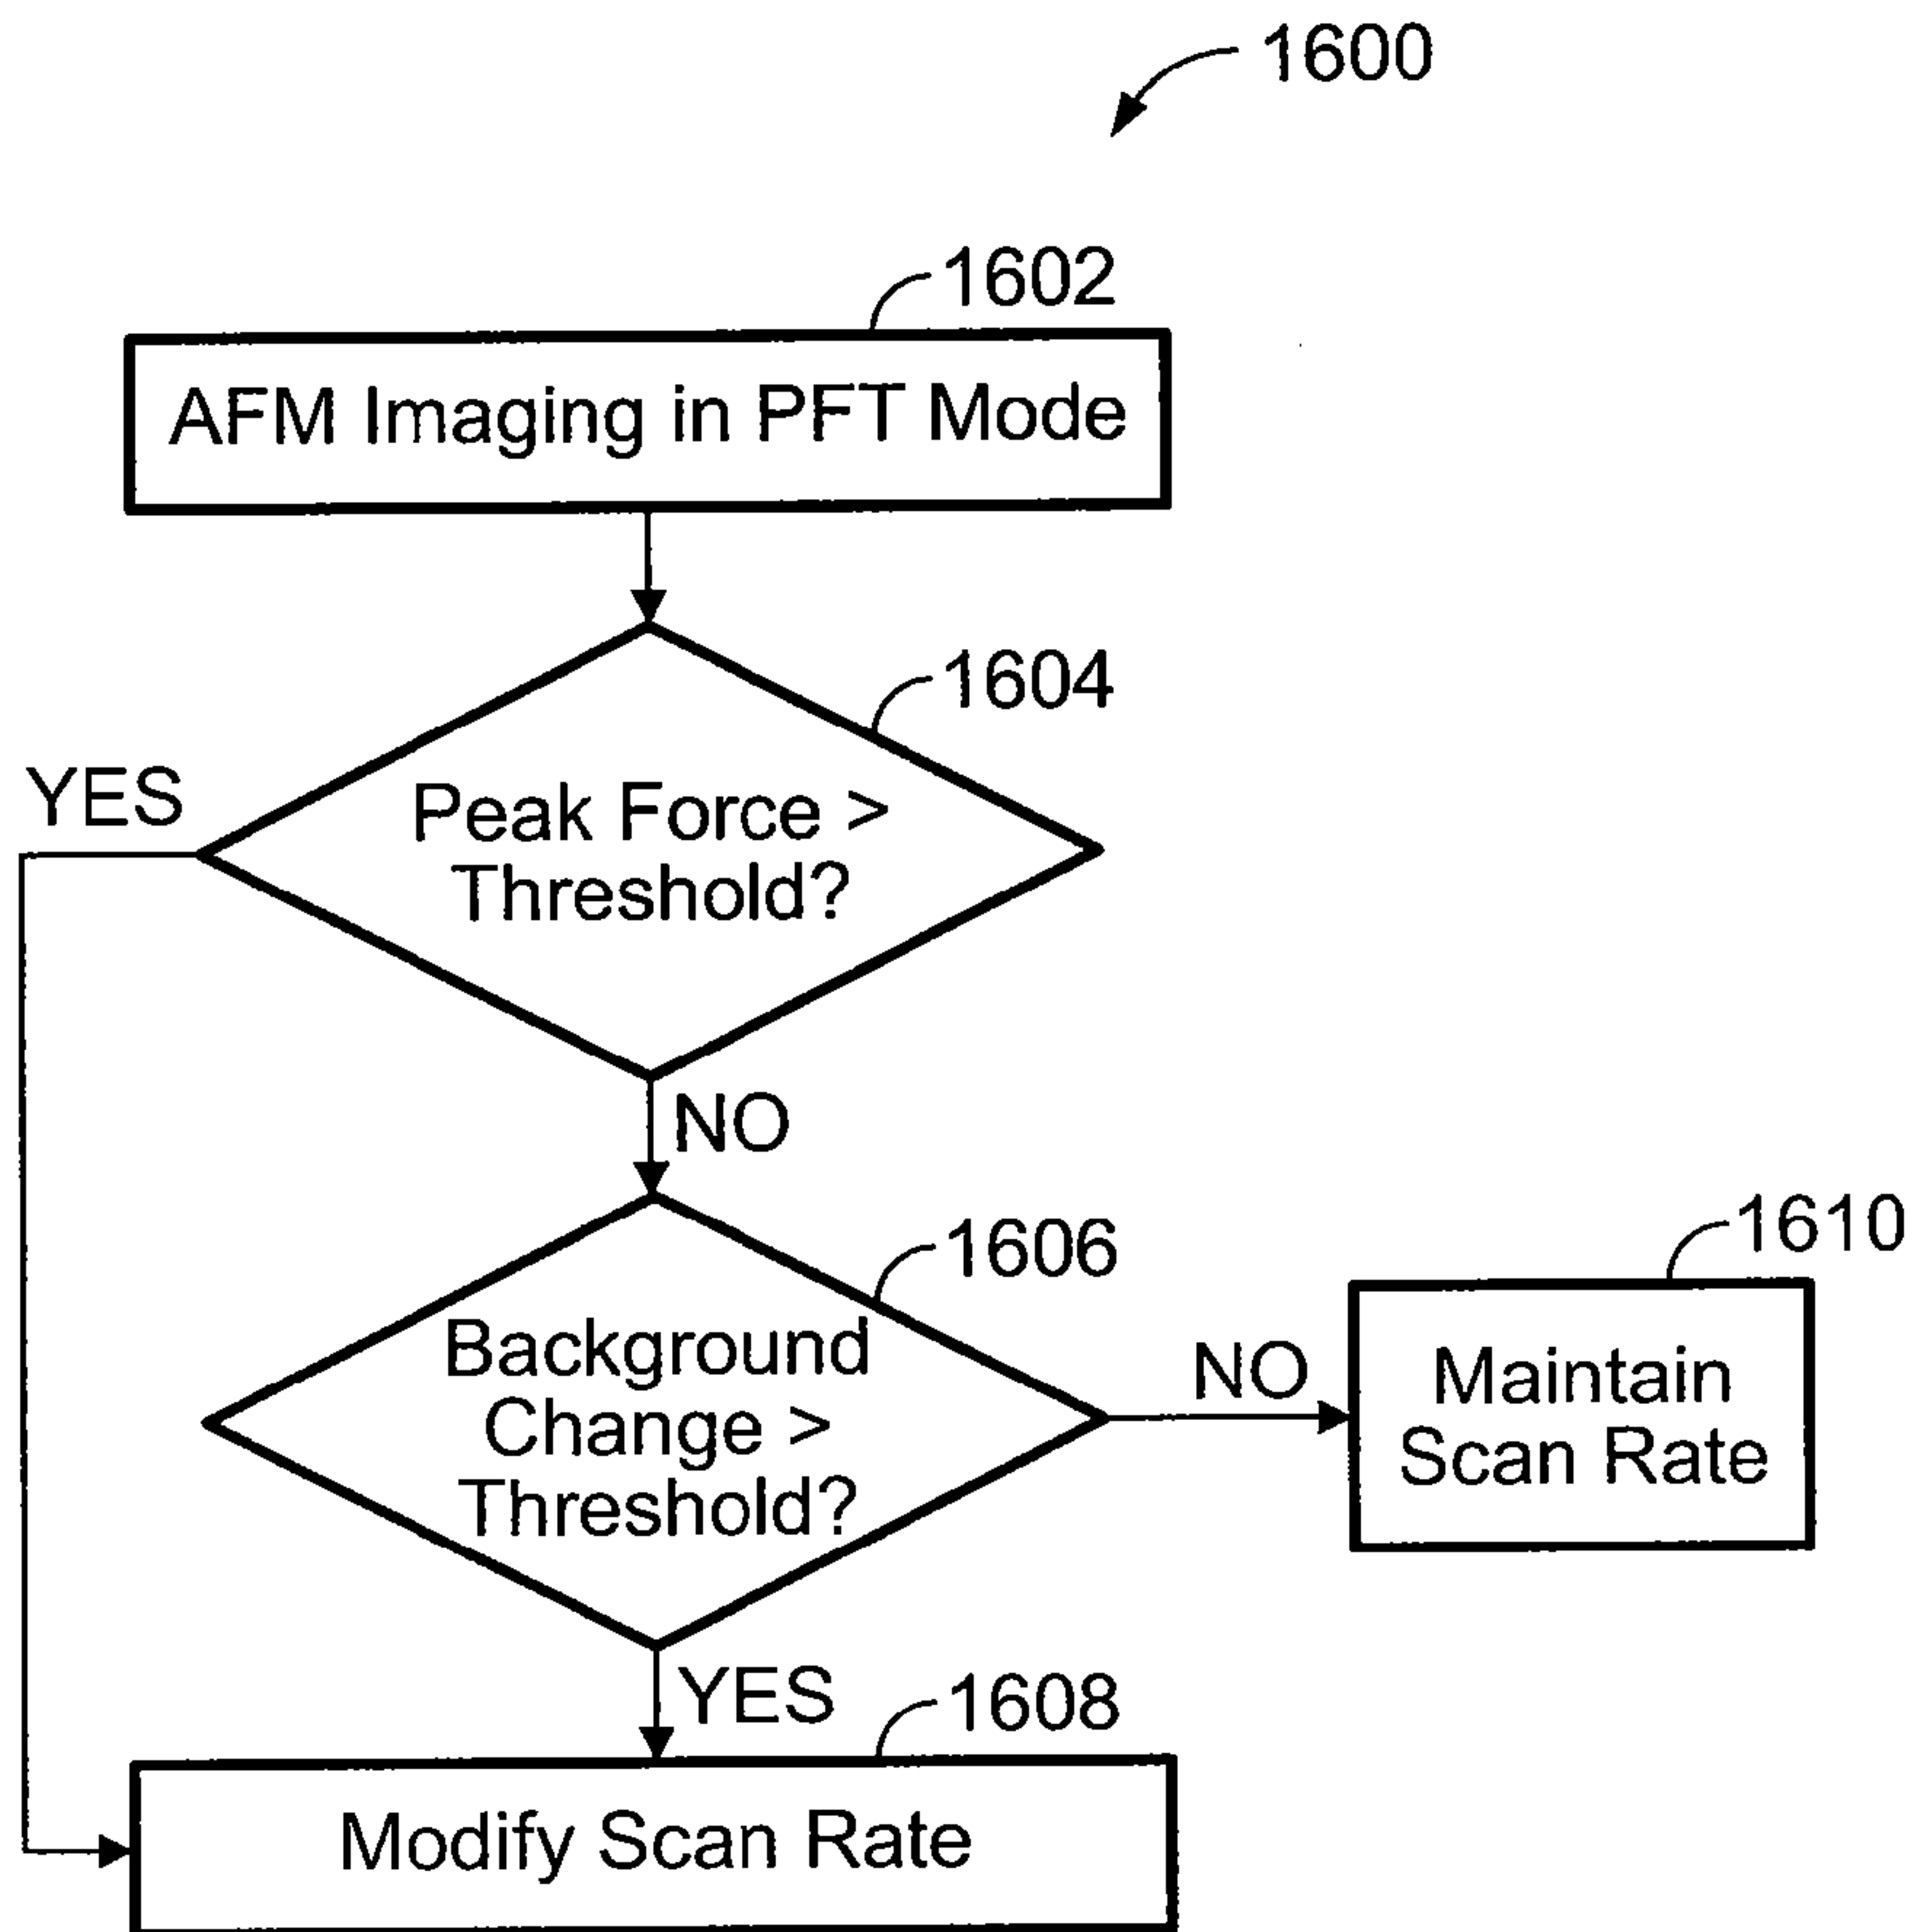 1600
1602
AFM Imaging in PFT Mode
1604
YES
Peak Force >
Threshold?
NO
1606
1610
Background
Change >
Threshold?
NO
Maintain
Scan Rate
YES
1608
Modify Scan Rate